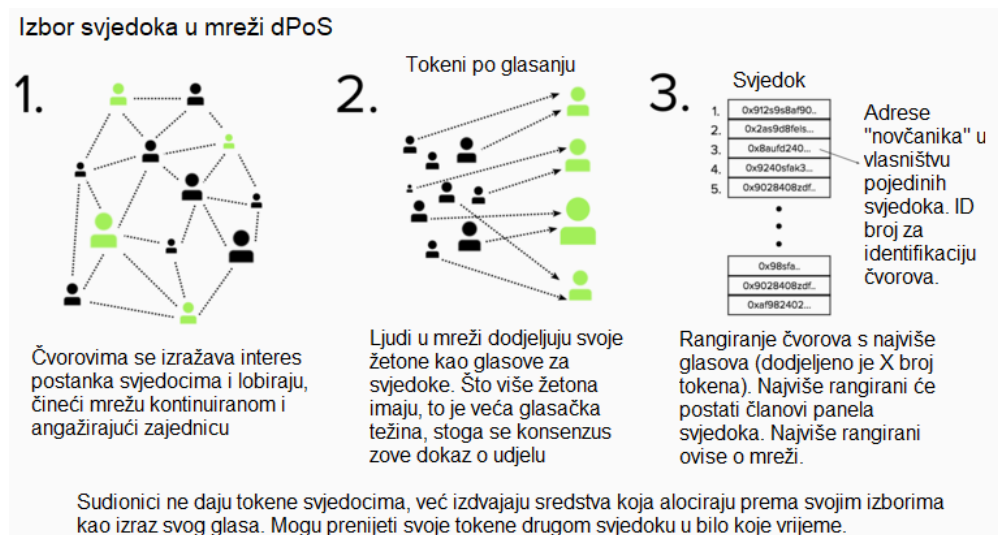 Izbor svjedoka u mreži dPoS
1.
Čvorovima se izražava interes
postanka svjedocima i lobiraju,
čineći mrežu kontinuiranom i
angažirajući zajednicu
2.
Tokeni po glasanju
Ljudi u mreži dodjeljuju svoje
žetone kao glasove za
svjedoke. Što više žetona
imaju, to je veća glasačka
težina, stoga se konsenzus
zove dokaz o udjelu
3.
Svjedok
1. 0x912s9s8af90..
2. 0x2as9d8feis...
3. 0x8aufd240...
4. 0x9240sfak3...
5. 0x9028408zdf..
0x98sfa..
0x9028408zdf..
0xaf982402...
Adrese
"novčanika" u
vlasništvu
pojedinih
svjedoka. ID
broj za
identifikaciju
čvorova.
Rangiranje čvorova s najviše
glasova (dodjeljeno je X broj
tokena). Najviše rangirani će
postati članovi panela
svjedoka. Najviše rangirani
ovise o mreži.
Sudionici ne daju tokene svjedocima, već izdvajaju sredstva koja alociraju prema svojim izborima
kao izraz svog glasa. Mogu prenijeti svoje tokene drugom svjedoku u bilo koje vrijeme.